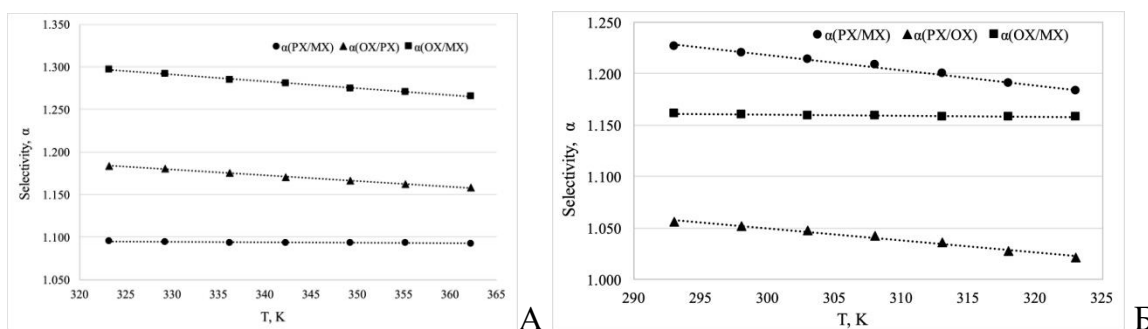 1.350
α(PX/MX) α(OX/PX) α(OX/MX)
1.300
1.250
1.200
1.150
1.100
1.050
Selectivity, α
320 325 330 335 340 345 350 355 360 365
T, K
А
1.250
α(PX/MX) α(PX/OX) α(OX/MX)
1.200
1.150
1.100
1.050
1.000
Selectivity, α
290 295 300 305 310 315 320 325
T, K